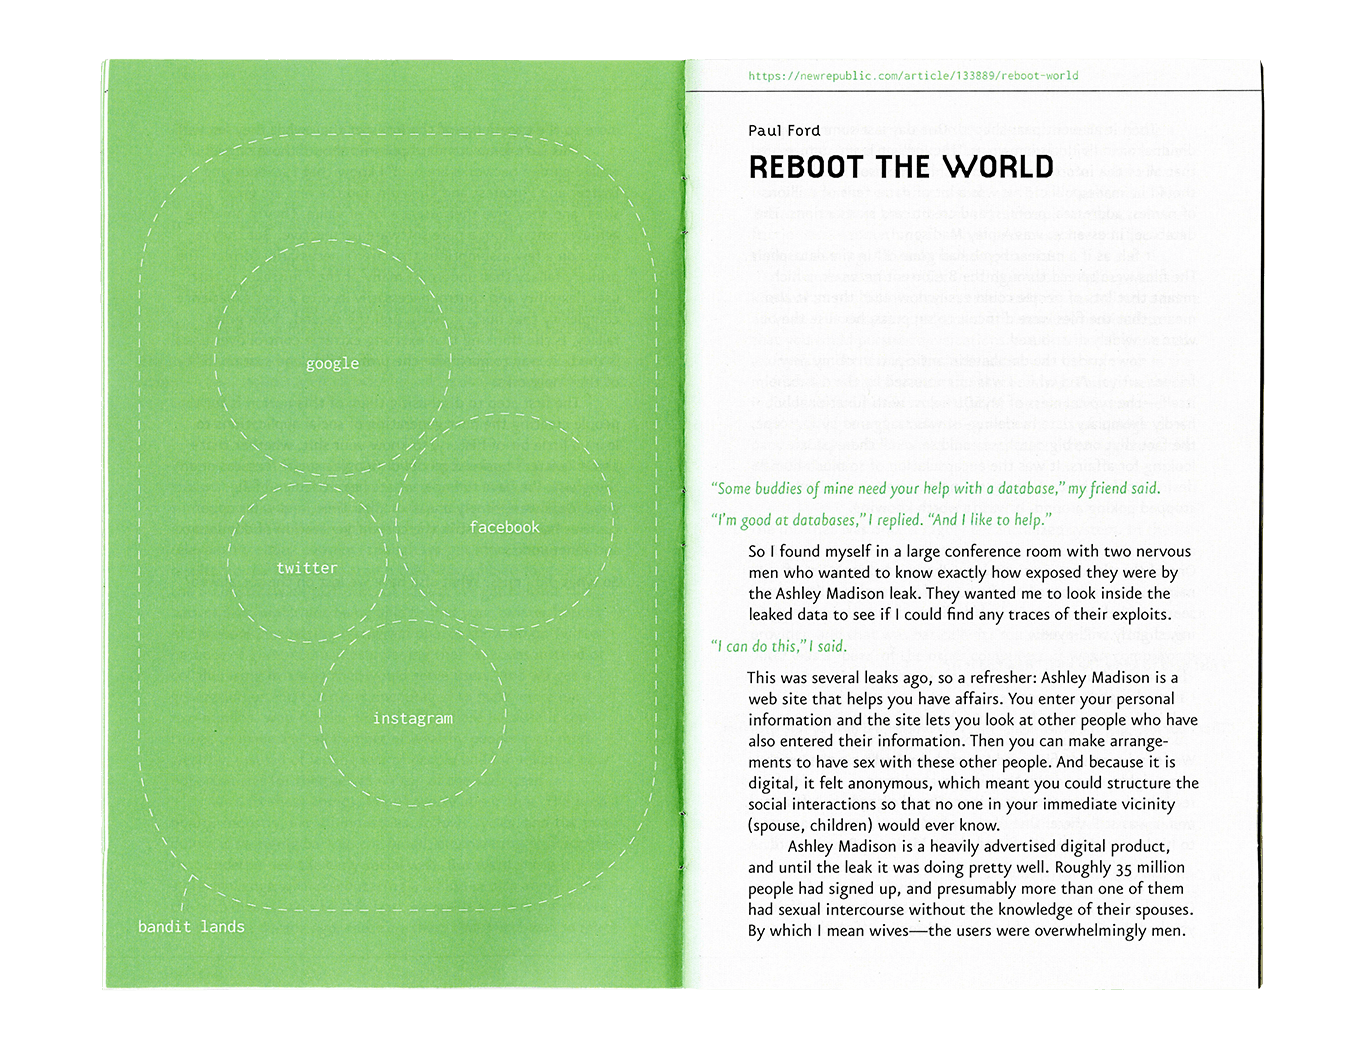 google
facebook
twitter
instagram
bandit lands
https://newrepublic.com/article/133889/reboot-world
Paul Ford
REBOOT THE WORLD
“Some buddies of mine need your help with a database,” my friend said.
“I’m good at databases,” I replied. “And I like to help.”
So I found myself in a large conference room with two nervous
men who wanted to know exactly how exposed they were by
the Ashley Madison leak. They wanted me to look inside the
leaked data to see if I could find any traces of their exploits.
“I can do this,” I said.
This was several leaks ago, so a refresher: Ashley Madison is a
web site that helps you have affairs. You enter your personal
information and the site lets you look at other people who have
also entered their information. Then you can make arrange-
ments to have sex with these other people. And because it is
digital, it felt anonymous, which meant you could structure the
social interactions so that no one in your immediate vicinity
(spouse, children) would ever know.
Ashley Madison is a heavily advertised digital product,
and until the leak it was doing pretty well. Roughly 35 million
people had signed up, and presumably more than one of them
had sexual intercourse without the knowledge of their spouses.
By which I mean wives—the users were overwhelmingly men.